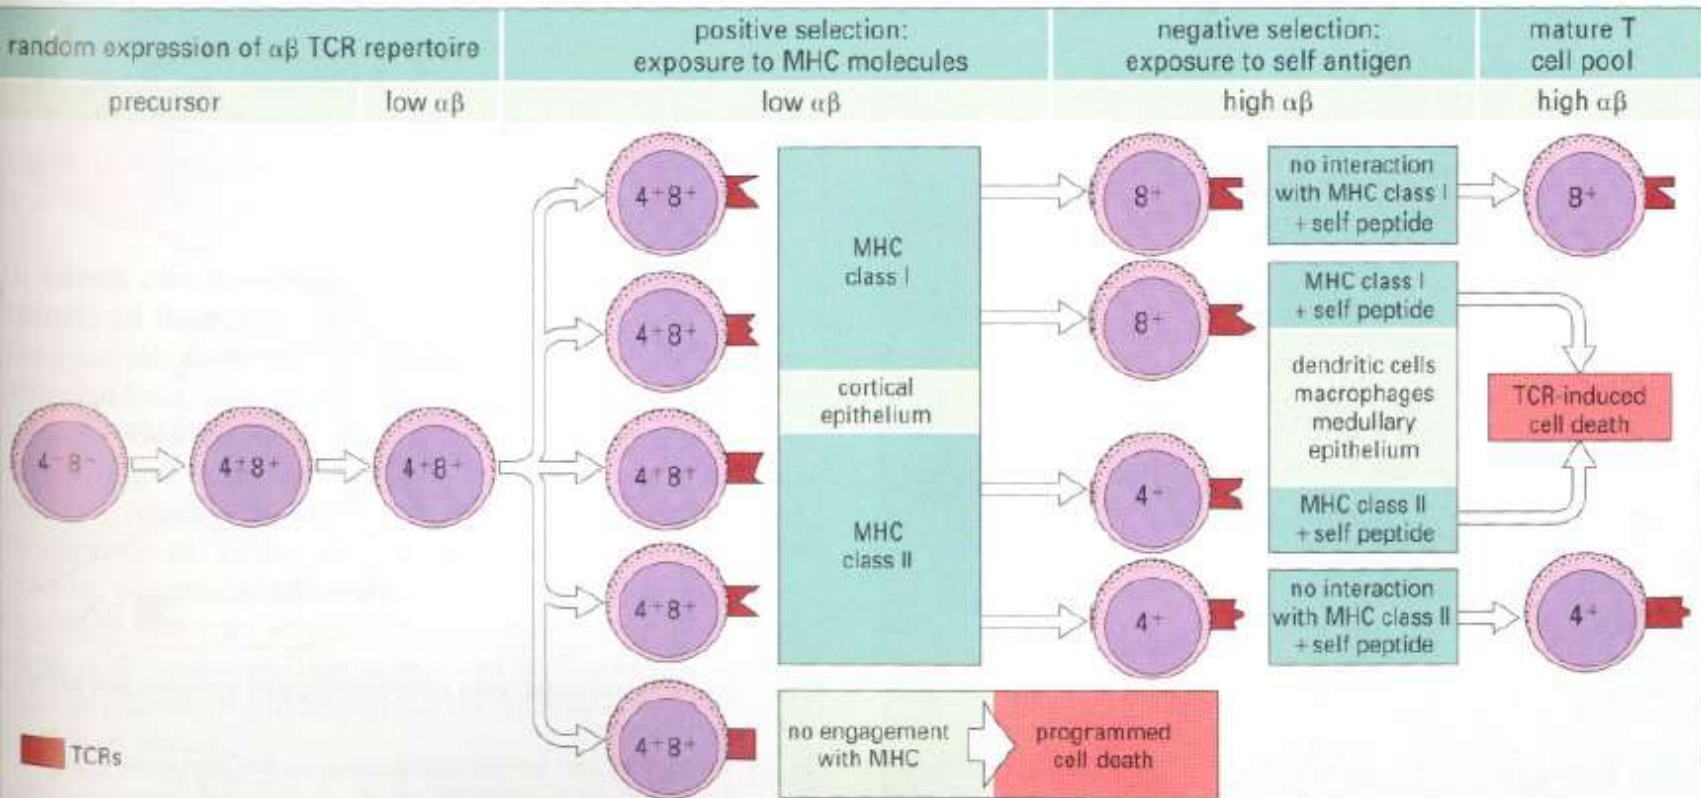 random expression of αβ TCR repertoire
positive selection:
exposure to MHC molecules
negative selection:
exposure to self antigen
mature T
cell pool
precursor
low αβ
low αβ
high αβ
high αβ
4⁺8⁺
8⁺
no interaction
with MHC class I
+ self peptide
8⁺
MHC
class I
4⁺8⁺
8⁺
MHC class I
+ self peptide
cortical
epithelium
dendritic cells
macrophages
medullary
epithelium
TCR-induced
cell death
4⁻8⁻
4⁺8⁺
4⁺8⁺
4⁺8⁺
4⁺
MHC class II
+ self peptide
MHC
class II
4⁺8⁺
4⁺
no interaction
with MHC class II
+ self peptide
4⁺
4⁺8⁺
no engagement
with MHC
programmed
cell death
TCRs